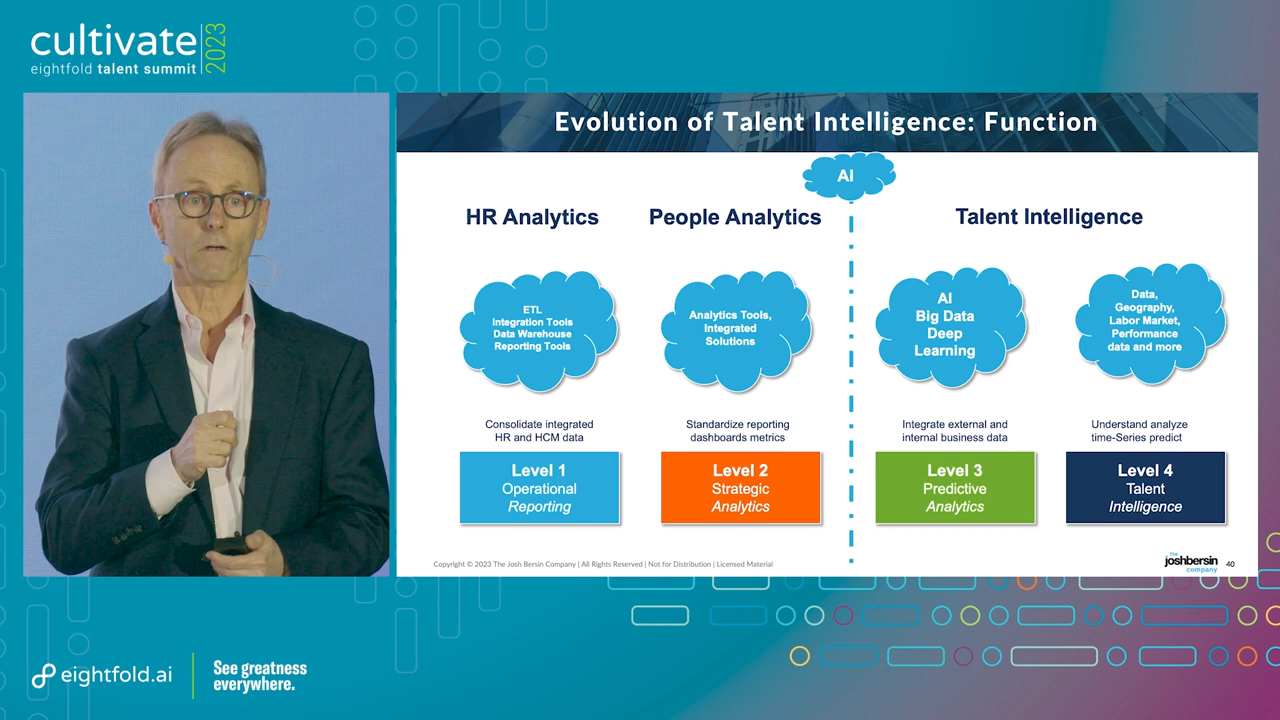 cultivate
2023
eightfold talent summit
Evolution of Talent Intelligence: Function
AI
HR Analytics
People Analytics
Talent Intelligence
ETL
Integration Tools
Data Warehouse
Reporting Tools
Analytics Tools,
Integrated
Solutions
AI
Big Data
Deep
Learning
Data,
Geography,
Labor Market,
Performance
data and more
Consolidate integrated
HR and HCM data
Standardize reporting
dashboards metrics
Integrate external and
internal business data
Understand analyze
time-Series predict
Level 1
Operational
Reporting
Level 2
Strategic
Analytics
Level 3
Predictive
Analytics
Level 4
Talent
Intelligence
Copyright © 2023 The Josh Bersin Company | All Rights Reserved | Not for Distribution | Licensed Material
the
joshbersin
company
40
eightfold.ai
See greatness
everywhere.